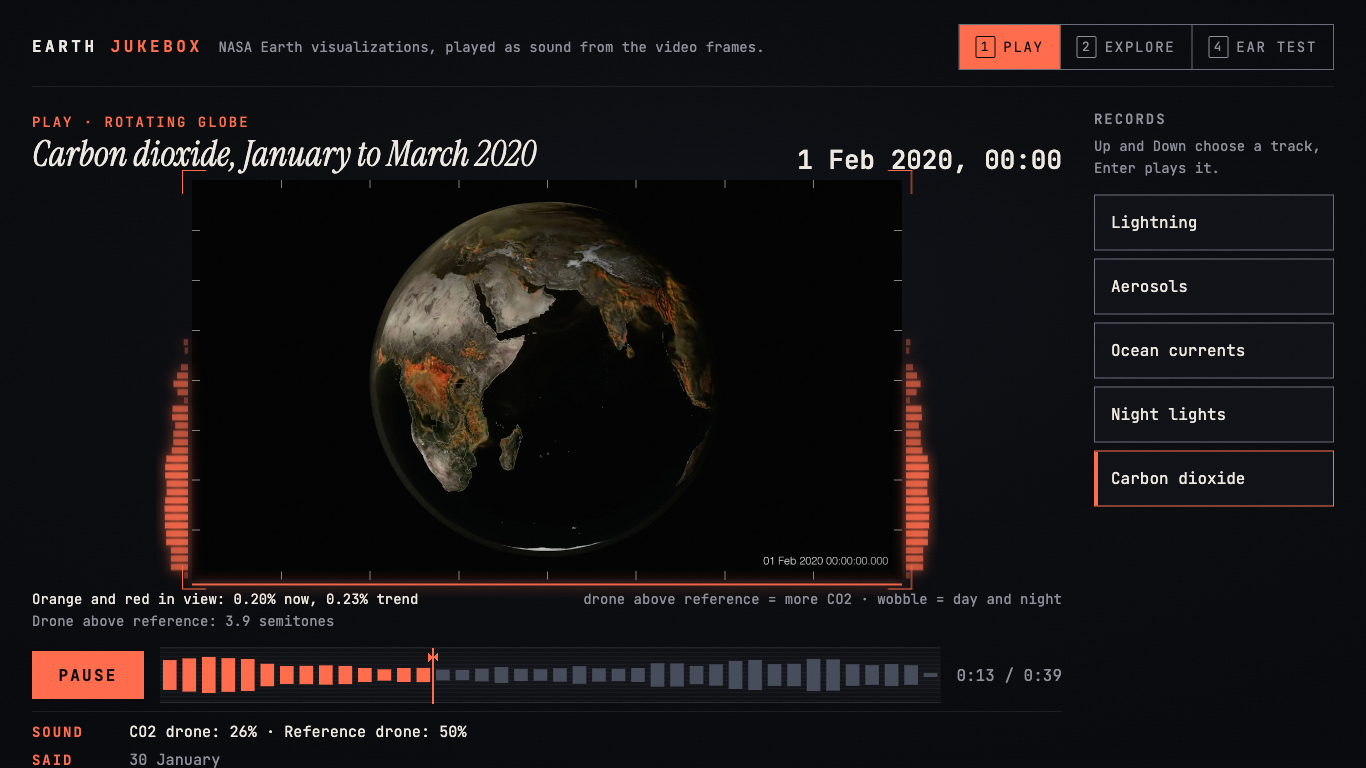 EARTH JUKEBOX NASA Earth visualizations, played as sound from the video frames.
1 PLAY 2 EXPLORE 4 EAR TEST
PLAY · ROTATING GLOBE
Carbon dioxide, January to March 2020
1 Feb 2020, 00:00
01 Feb 2020 00:00:00.000
Orange and red in view: 0.20% now, 0.23% trend
drone above reference = more CO2 · wobble = day and night
Drone above reference: 3.9 semitones
PAUSE
0:13 / 0:39
SOUND CO2 drone: 26% · Reference drone: 50%
SAID 30 January
RECORDS
Up and Down choose a track,
Enter plays it.
Lightning
Aerosols
Ocean currents
Night lights
Carbon dioxide